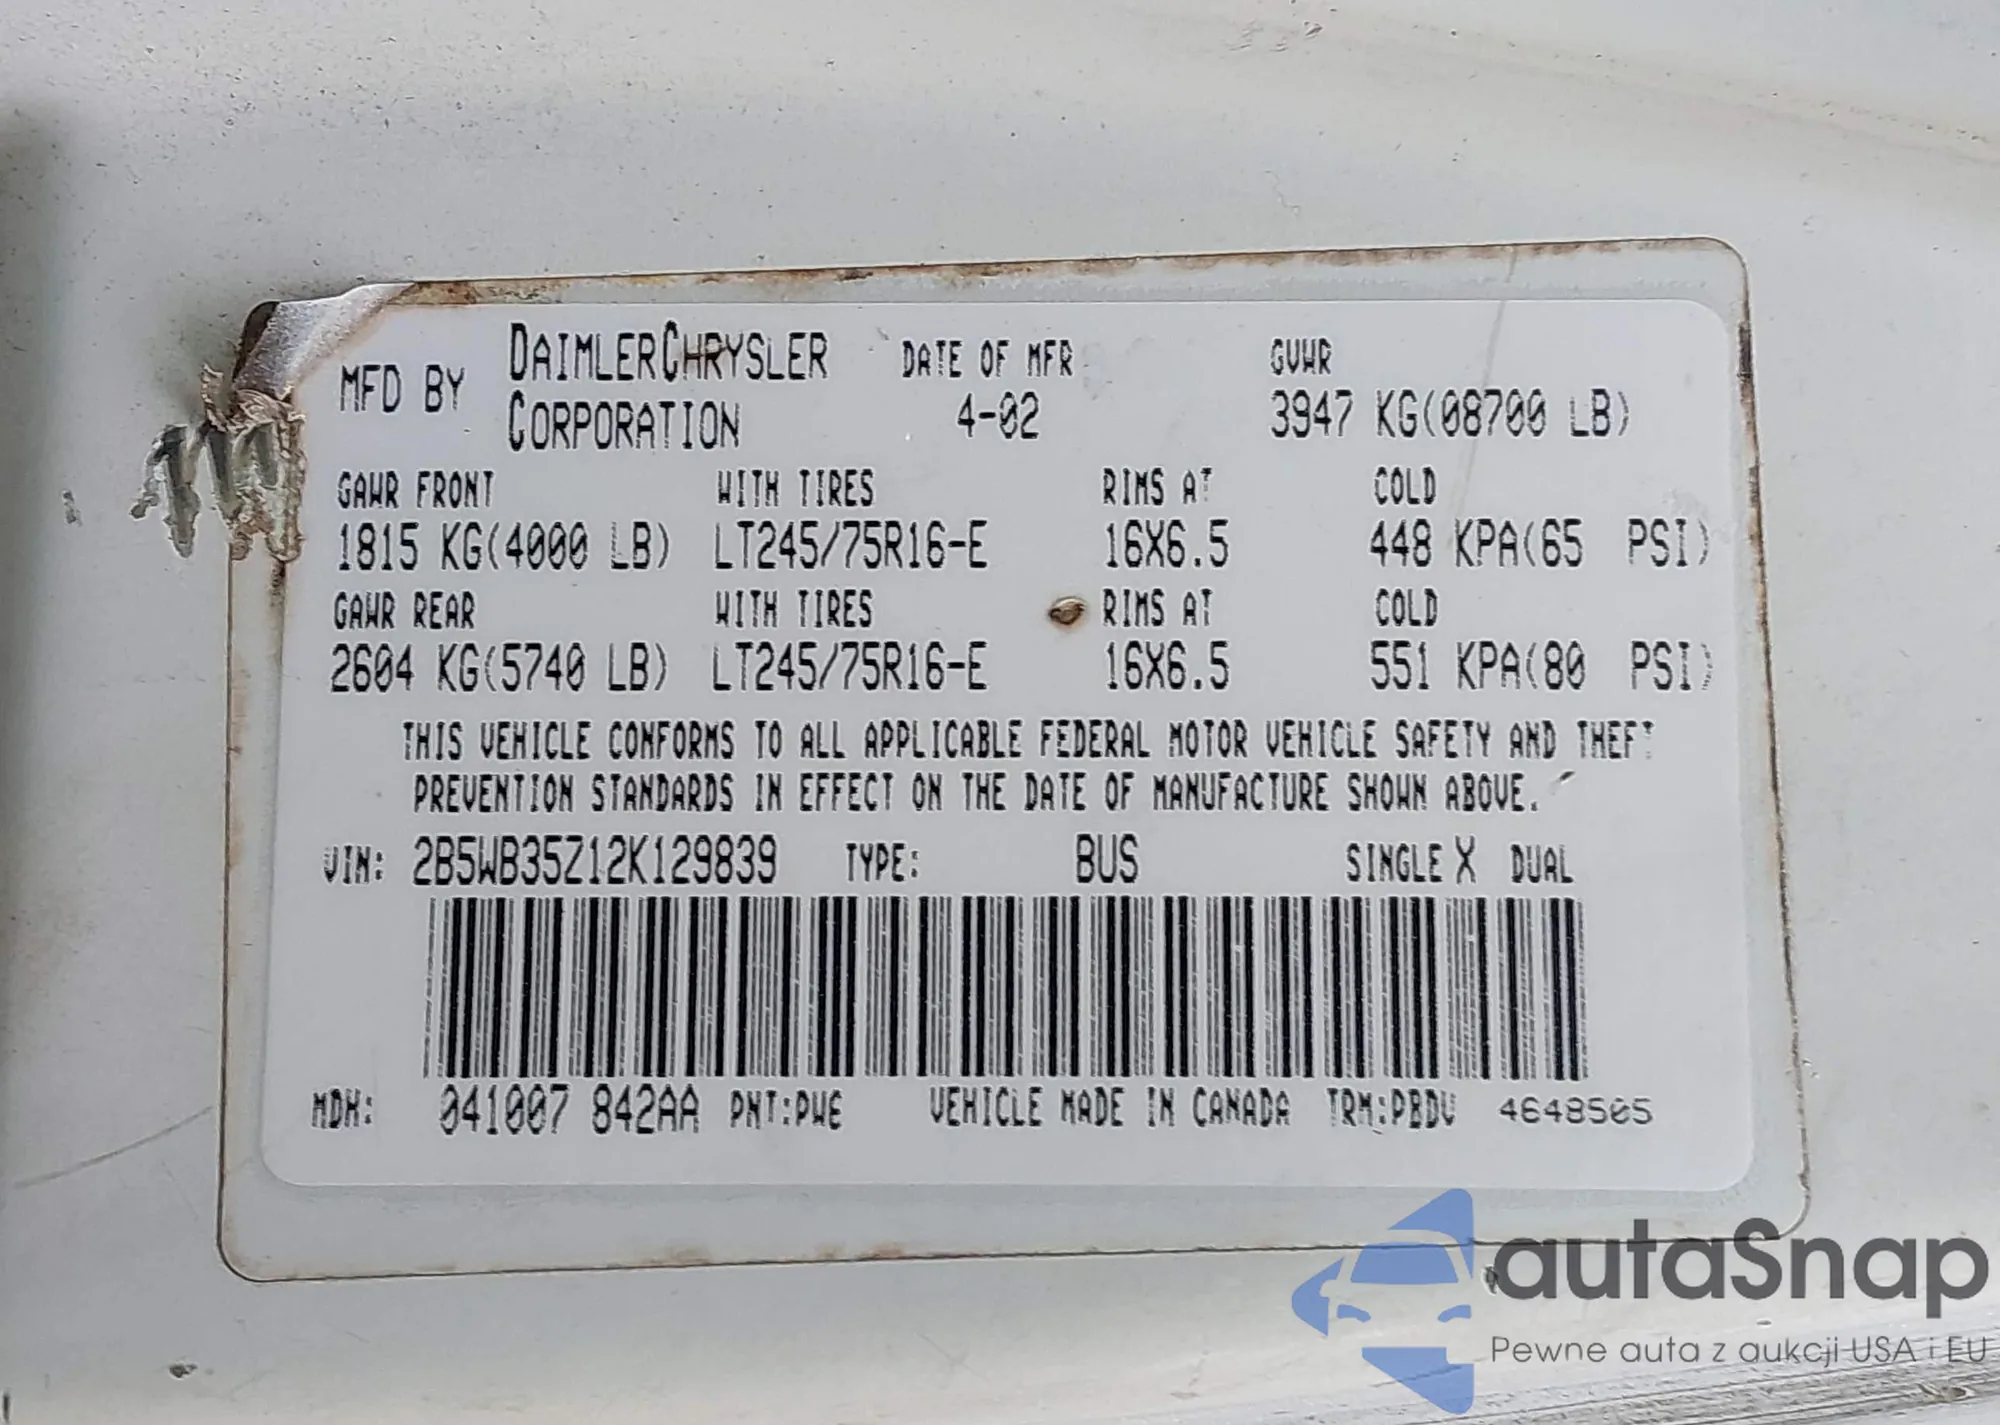 MFD BY DAIMLERCHRYSLER CORPORATION DATE OF MFR 4-02 GVWR 3947 KG(08700 LB)
GAWR FRONT WITH TIRES RIMS AT COLD
1815 KG(4000 LB) LT245/75R16-E 16X6.5 448 KPA(65 PSI)
GAWR REAR WITH TIRES RIMS AT COLD
2604 KG(5740 LB) LT245/75R16-E 16X6.5 551 KPA(80 PSI)
THIS VEHICLE CONFORMS TO ALL APPLICABLE FEDERAL MOTOR VEHICLE SAFETY AND THEFT
PREVENTION STANDARDS IN EFFECT ON THE DATE OF MANUFACTURE SHOWN ABOVE.
VIN: 2B5WB35Z12K129839 TYPE: BUS SINGLE X DUAL
MDH: 041007 842AA PNT:PWE VEHICLE MADE IN CANADA TRM:PBDV 4648505
autaSnap
Pewne auta z aukcji USA i EU